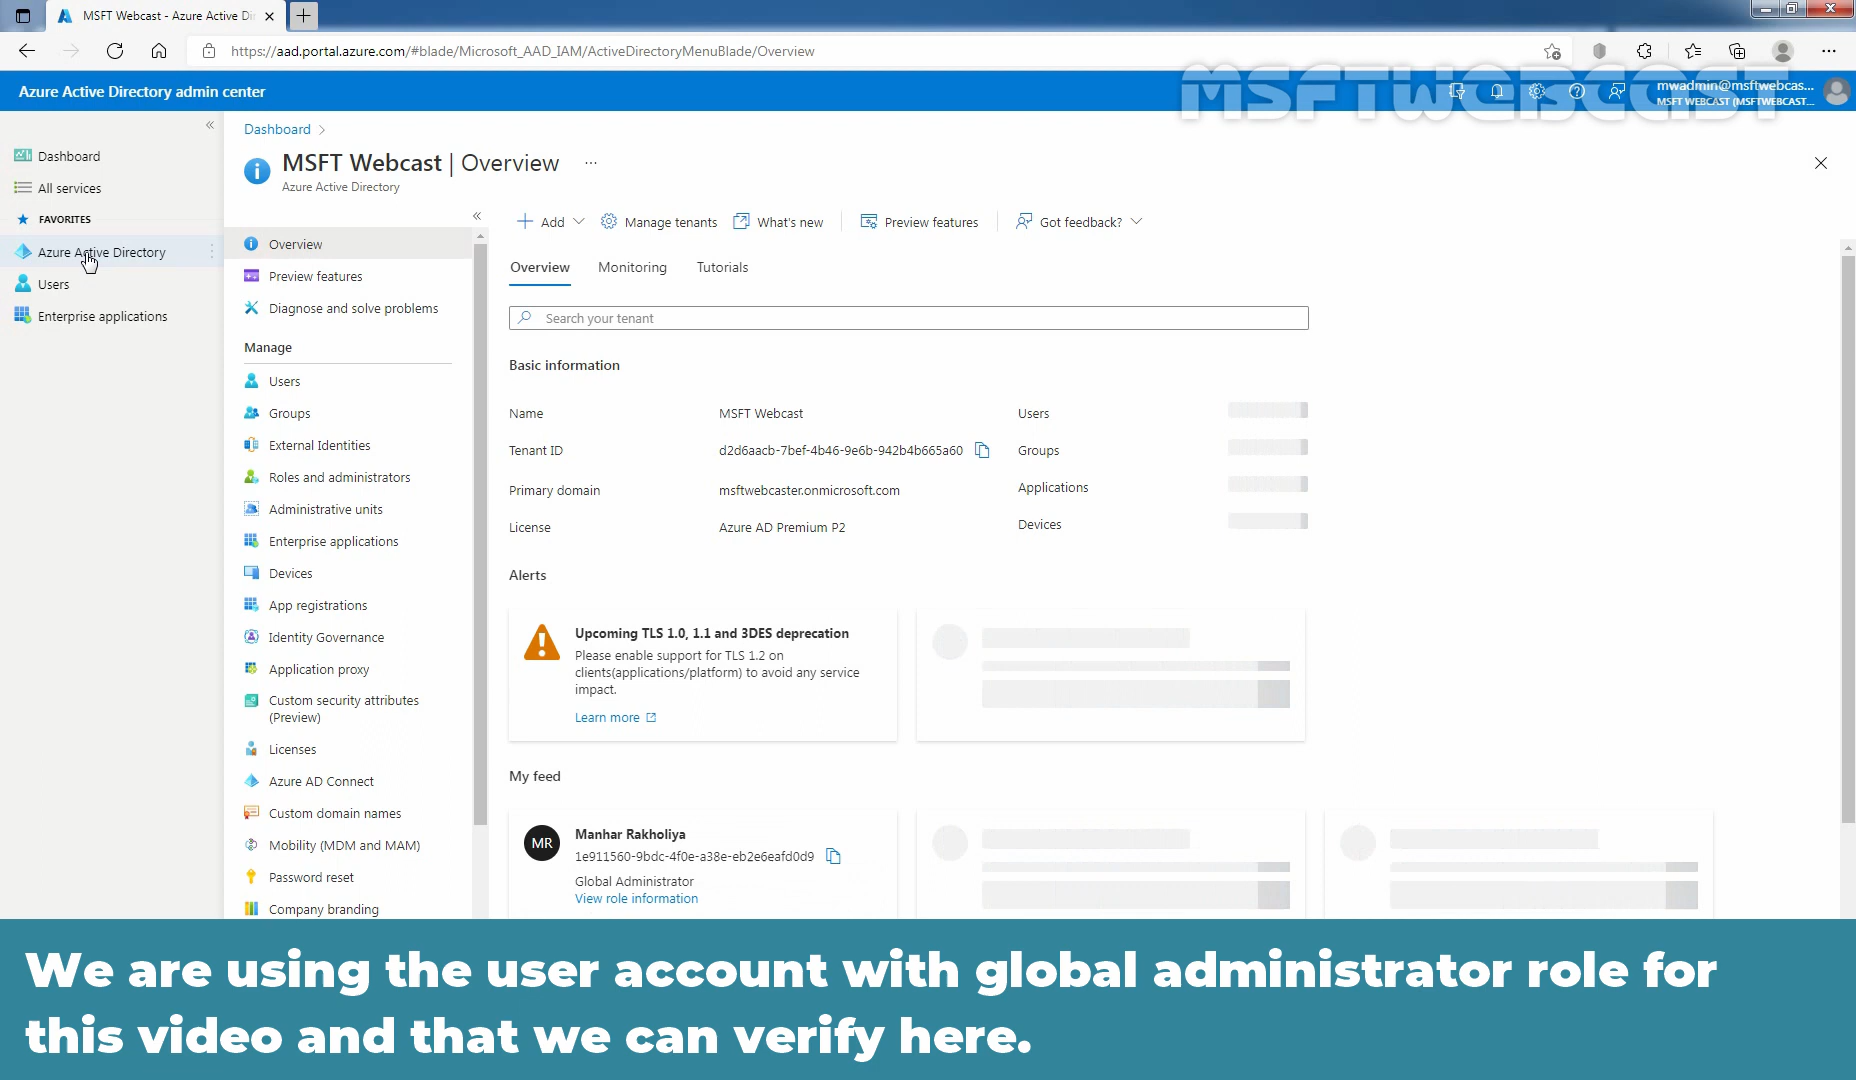 MSFT Webcast - Azure Active Di
https://aad.portal.azure.com/#blade/Microsoft_AAD_IAM/ActiveDirectoryMenuBlade/Overview
Azure Active Directory admin center
MSFTWEBCAST
mwadmin@msftwebcas...
MSFT WEBCAST (MSFTWEBCAST...
Dashboard
All services
FAVORITES
Azure Active Directory
Users
Enterprise applications
Dashboard
MSFT Webcast | Overview
Azure Active Directory
Overview
Preview features
Diagnose and solve problems
Manage
Users
Groups
External Identities
Roles and administrators
Administrative units
Enterprise applications
Devices
App registrations
Identity Governance
Application proxy
Custom security attributes
(Preview)
Licenses
Azure AD Connect
Custom domain names
Mobility (MDM and MAM)
Password reset
Company branding
Add Manage tenants What's new Preview features Got feedback?
Overview Monitoring Tutorials
Search your tenant
Basic information
Name MSFT Webcast Users
Tenant ID d2d6aacb-7bef-4b46-9e6b-942b4b665a60 Groups
Primary domain msftwebcaster.onmicrosoft.com Applications
License Azure AD Premium P2 Devices
Alerts
Upcoming TLS 1.0, 1.1 and 3DES deprecation
Please enable support for TLS 1.2 on
clients(applications/platform) to avoid any service
impact.
Learn more
My feed
MR
Manhar Rakholiya
1e911560-9bdc-4f0e-a38e-eb2e6eafd0d9
Global Administrator
View role information
We are using the user account with global administrator role for
this video and that we can verify here.